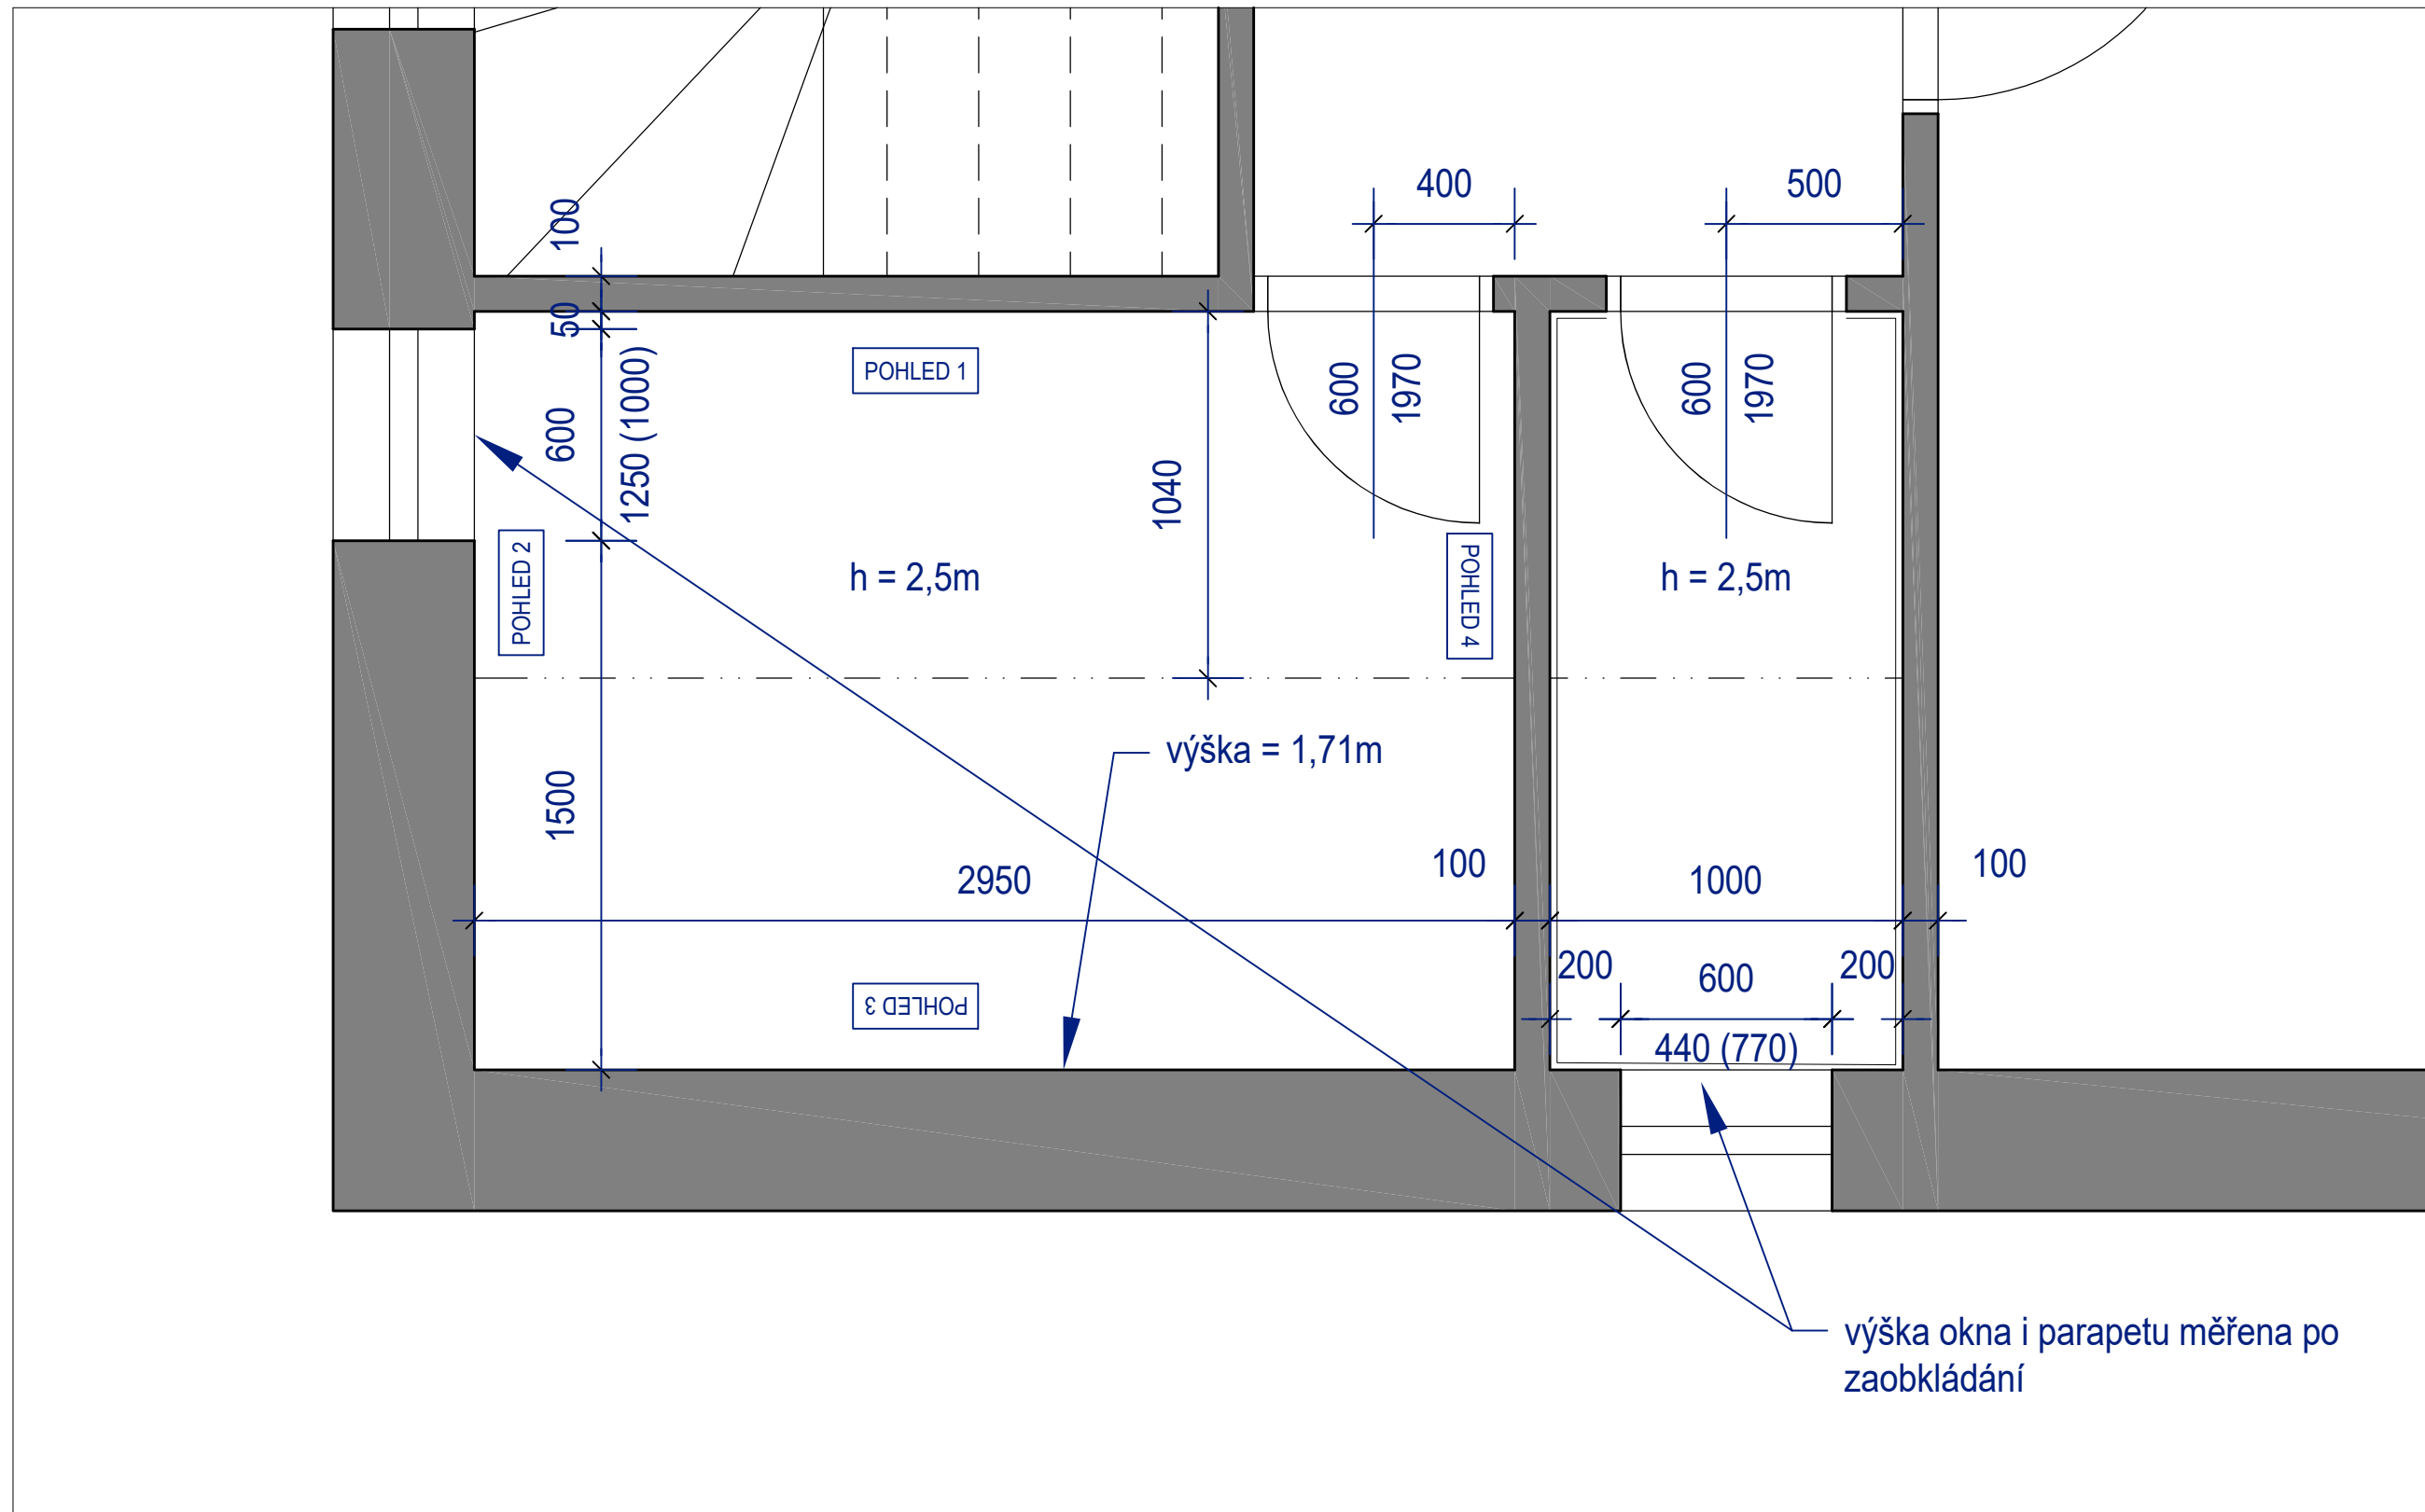 400
500
100
50
POHLED 1
600
1250 (1000)
600
1970
600
1970
1040
POHLED 2
h = 2,5m
POHLED 4
h = 2,5m
výška = 1,71m
1500
2950
100
1000
100
200
600
200
POHLED 3
440 (770)
výška okna i parapetu měřena po
zaobkládání